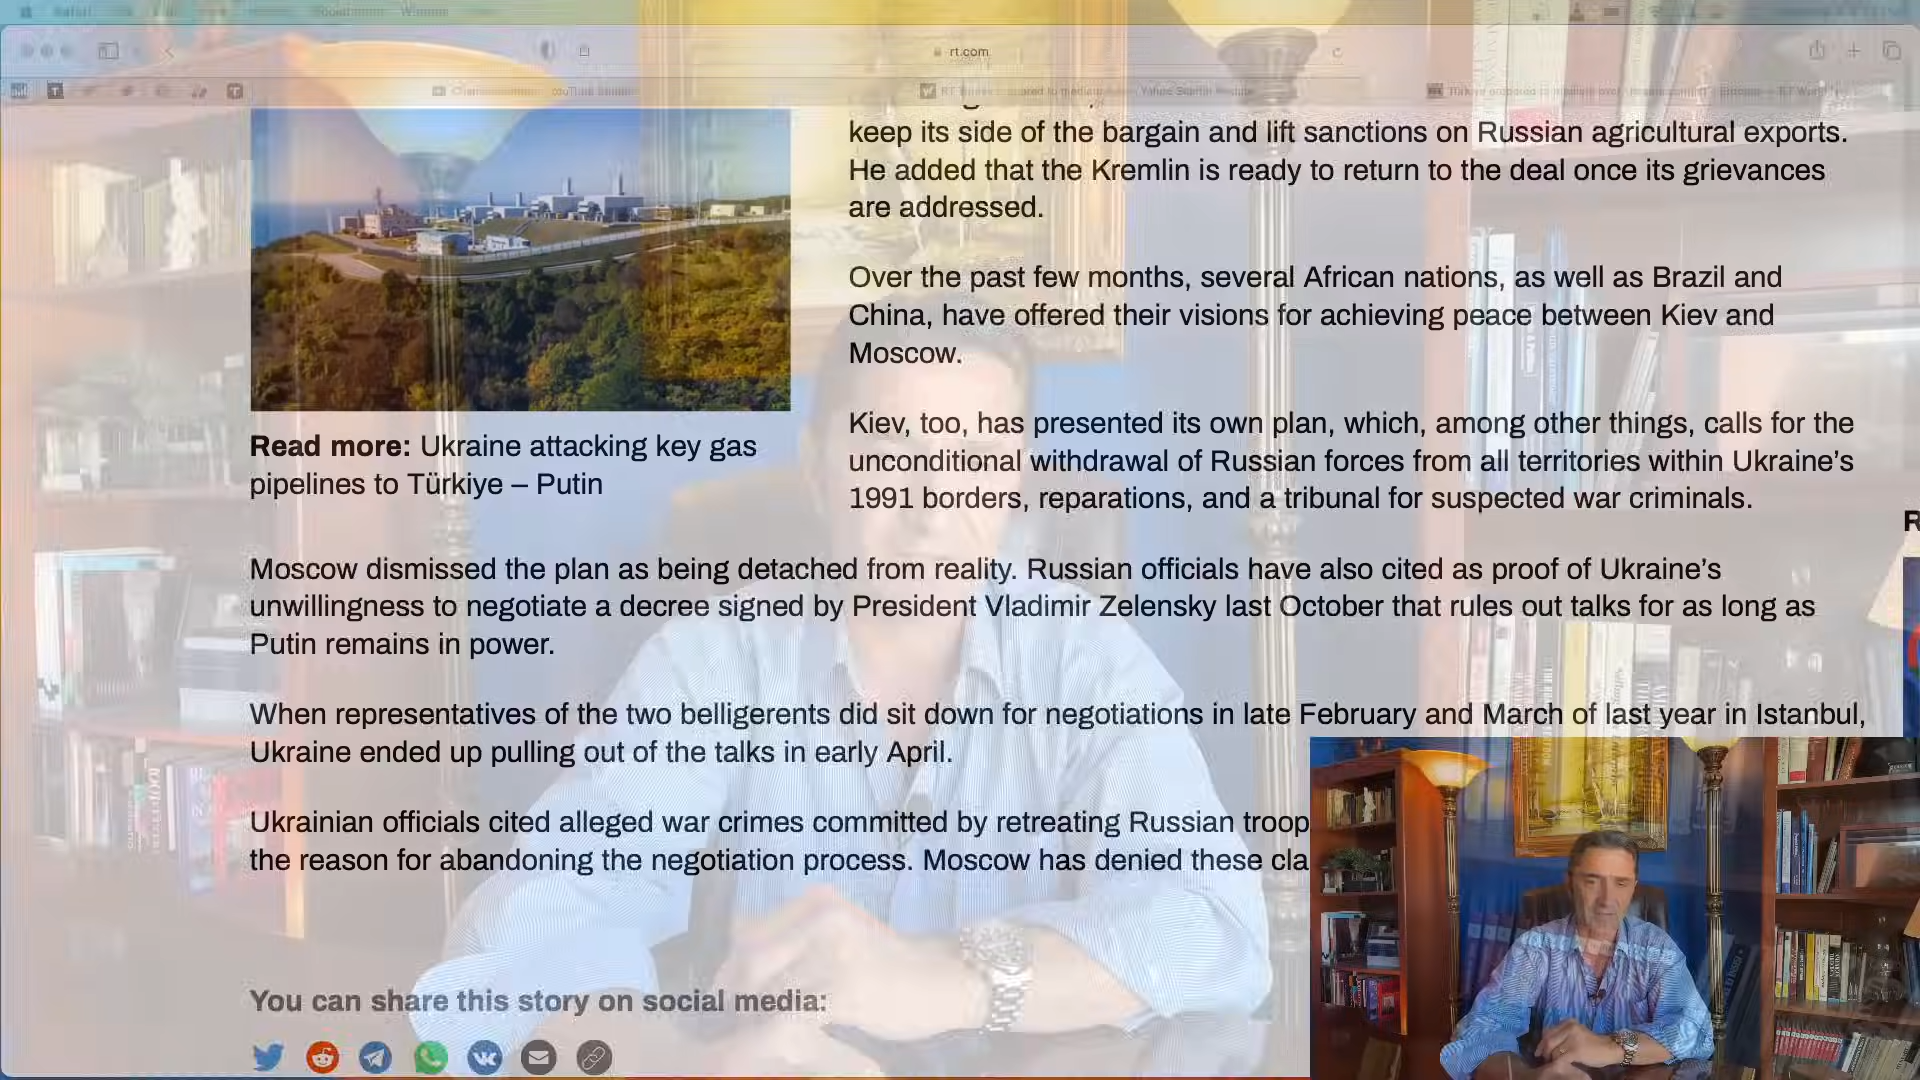 Safari
Window
rt.com
keep its side of the bargain and lift sanctions on Russian agricultural exports.
He added that the Kremlin is ready to return to the deal once its grievances
are addressed.
Over the past few months, several African nations, as well as Brazil and
China, have offered their visions for achieving peace between Kiev and
Moscow.
Kiev, too, has presented its own plan, which, among other things, calls for the
unconditional withdrawal of Russian forces from all territories within Ukraine’s
1991 borders, reparations, and a tribunal for suspected war criminals.
Read more: Ukraine attacking key gas
pipelines to Türkiye – Putin
Moscow dismissed the plan as being detached from reality. Russian officials have also cited as proof of Ukraine’s
unwillingness to negotiate a decree signed by President Vladimir Zelensky last October that rules out talks for as long as
Putin remains in power.
When representatives of the two belligerents did sit down for negotiations in late February and March of last year in Istanbul,
Ukraine ended up pulling out of the talks in early April.
Ukrainian officials cited alleged war crimes committed by retreating Russian troop
the reason for abandoning the negotiation process. Moscow has denied these cla
You can share this story on social media: